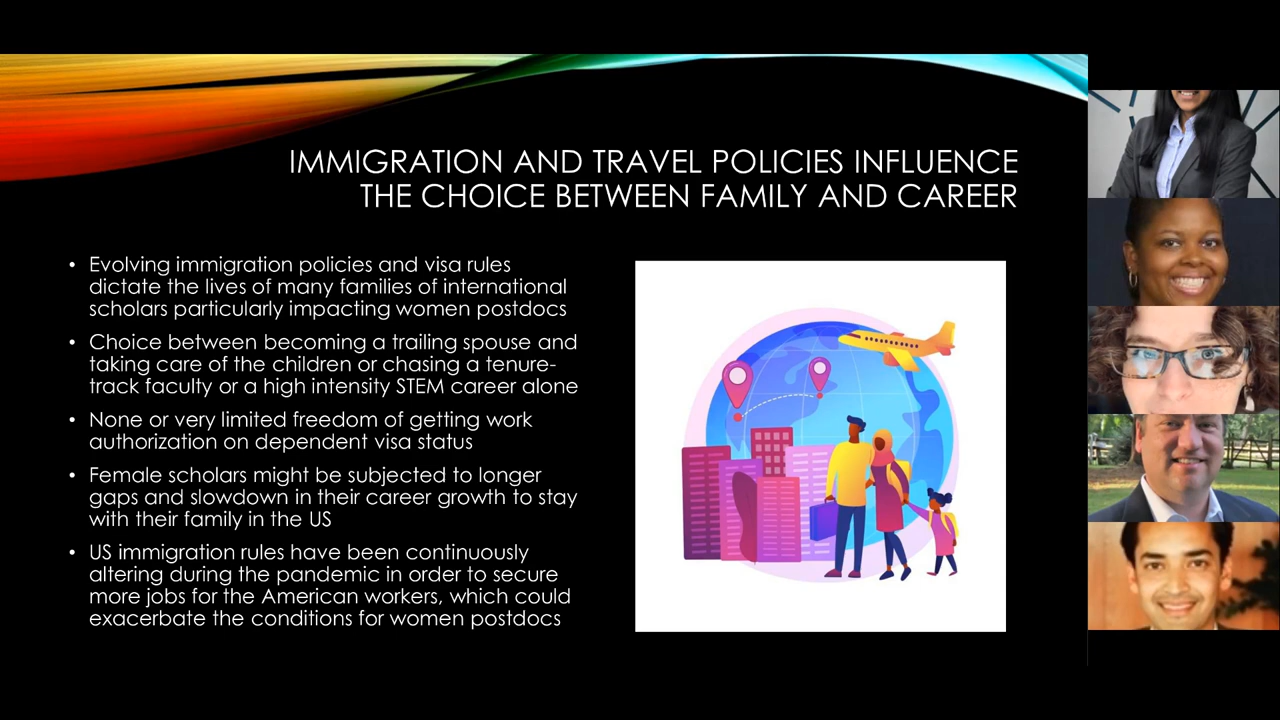 IMMIGRATION AND TRAVEL POLICIES INFLUENCE
THE CHOICE BETWEEN FAMILY AND CAREER
• Evolving immigration policies and visa rules
dictate the lives of many families of international
scholars particularly impacting women postdocs
• Choice between becoming a trailing spouse and
taking care of the children or chasing a tenure-
track faculty or a high intensity STEM career alone
• None or very limited freedom of getting work
authorization on dependent visa status
• Female scholars might be subjected to longer
gaps and slowdown in their career growth to stay
with their family in the US
• US immigration rules have been continuously
altering during the pandemic in order to secure
more jobs for the American workers, which could
exacerbate the conditions for women postdocs